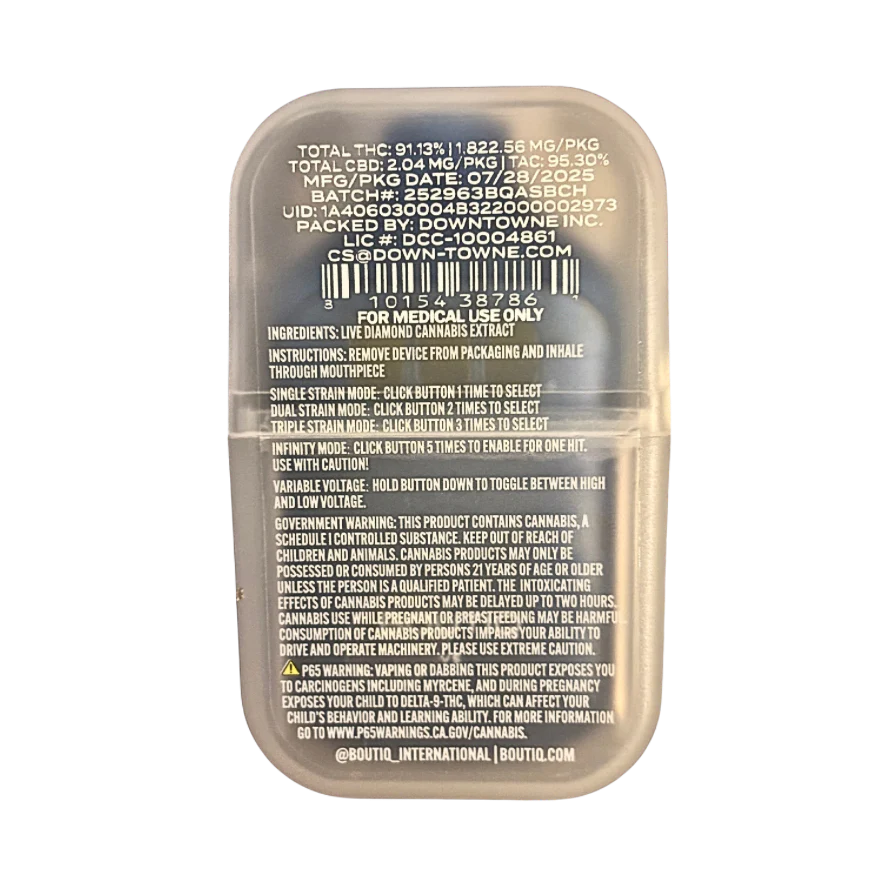 TOTAL THC: 91.13% | 1,822.56 MG/PKG
TOTAL CBD: 2.04 MG/PKG | TAC: 95.30%
MFG/PKG DATE: 07/28/2025
BATCH#: 252963BQASBCH
UID: 1A406030004B322000002973
PACKED BY: DOWNTOWNE INC.
LIC #: DCC-10004861
CS@DOWN-TOWNE.COM
8 10154 38786 1
FOR MEDICAL USE ONLY
INGREDIENTS: LIVE DIAMOND CANNABIS EXTRACT
INSTRUCTIONS: REMOVE DEVICE FROM PACKAGING AND INHALE
THROUGH MOUTHPIECE
SINGLE STRAIN MODE: CLICK BUTTON 1 TIME TO SELECT
DUAL STRAIN MODE: CLICK BUTTON 2 TIMES TO SELECT
TRIPLE STRAIN MODE: CLICK BUTTON 3 TIMES TO SELECT
INFINITY MODE: CLICK BUTTON 5 TIMES TO ENABLE FOR ONE HIT.
USE WITH CAUTION!
VARIABLE VOLTAGE: HOLD BUTTON DOWN TO TOGGLE BETWEEN HIGH
AND LOW VOLTAGE.
GOVERNMENT WARNING: THIS PRODUCT CONTAINS CANNABIS, A
SCHEDULE I CONTROLLED SUBSTANCE. KEEP OUT OF REACH OF
CHILDREN AND ANIMALS. CANNABIS PRODUCTS MAY ONLY BE
POSSESSED OR CONSUMED BY PERSONS 21 YEARS OF AGE OR OLDER
UNLESS THE PERSON IS A QUALIFIED PATIENT. THE INTOXICATING
EFFECTS OF CANNABIS PRODUCTS MAY BE DELAYED UP TO TWO HOURS.
CANNABIS USE WHILE PREGNANT OR BREASTFEEDING MAY BE HARMFUL.
CONSUMPTION OF CANNABIS PRODUCTS IMPAIRS YOUR ABILITY TO
DRIVE AND OPERATE MACHINERY. PLEASE USE EXTREME CAUTION.
P65 WARNING: VAPING OR DABBING THIS PRODUCT EXPOSES YOU
TO CARCINOGENS INCLUDING MYRCENE, AND DURING PREGNANCY
EXPOSES YOUR CHILD TO DELTA-9-THC, WHICH CAN AFFECT YOUR
CHILD'S BEHAVIOR AND LEARNING ABILITY. FOR MORE INFORMATION
GO TO WWW.P65WARNINGS.CA.GOV/CANNABIS.
@BOUTIQ_INTERNATIONAL | BOUTIQ.COM